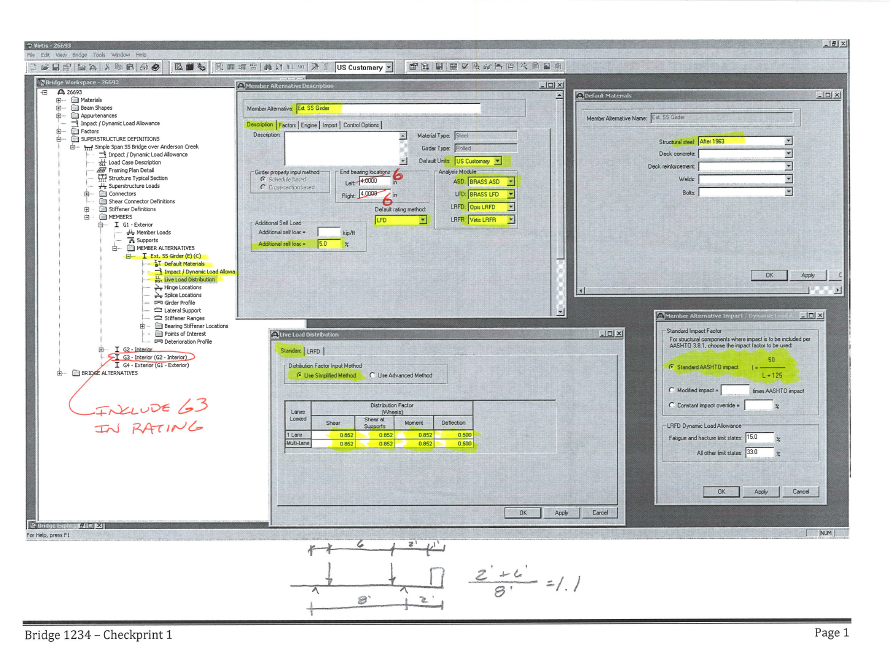 Virtis - 26693
File Edit View Bridge Tools Window Help
US Customary
Bridge Workspace - 26693
26693
Materials
Beam Shapes
Appurtenances
Impact / Dynamic Load Allowance
Factors
SUPERSTRUCTURE DEFINITIONS
Simple Span SS Bridge over Anderson Creek
Impact / Dynamic Load Allowance
Load Case Description
Framing Plan Detail
Structure Typical Section
Superstructure Loads
Connectors
Shear Connector Definitions
Stiffener Definitions
MEMBERS
G1 - Exterior
Member Loads
Supports
MEMBER ALTERNATIVES
Ext. SS Girder (E) (C)
Default Materials
Impact / Dynamic Load Allowa
Live Load Distribution
Hinge Locations
Splice Locations
Girder Profile
Lateral Support
Stiffener Ranges
Bearing Stiffener Locations
Points of Interest
Deterioration Profile
G2 - Interior
G3 - Interior (G2 - Interior)
G4 - Exterior (G1 - Exterior)
BRIDGE ALTERNATIVES
INCLUDE G3
IN RATING
Member Alternative Description
Member Alternative: Ext. SS Girder
Description Factors Engine Import Control Options
Description:
Material Type: Steel
Girder Type: Rolled
Default Units: US Customary
Girder property input method
Schedule based
Cross-section based
End bearing locations
Left: 4.0000 in
6
Right: 4.0000 in
6
Analysis Module
ASD: BRASS ASD
LFD: BRASS LFD
LRFD: Opis LRFD
LRFR: Virtis LRFR
Default rating method:
LFD
Additional Self Load
Additional self load = kip/ft
Additional self load = 5.0 %
Default Materials
Member Alternative Name: Ext. SS Girder
Structural steel: After 1963
Deck concrete:
Deck reinforcement:
Welds:
Bolts:
OK Apply C
Live Load Distribution
Standard LRFD
Distribution Factor Input Method
Use Simplified Method Use Advanced Method
Lanes Loaded
Distribution Factor (Wheels)
Shear Shear at Supports Moment Deflection
1 Lane 0.852 0.852 0.852 0.500
Multi-Lane 0.852 0.852 0.852 0.500
OK Apply Cancel
Member Alternative Impact / Dynamic Load A
Standard Impact Factor
For structural components where impact is to be included per
AASHTO 3.8.1, choose the impact factor to be used:
Standard AASHTO impact I = 50
L + 125
Modified impact = times AASHTO impact
Constant impact override = %
LRFD Dynamic Load Allowance
Fatigue and fracture limit states: 15.0 %
All other limit states: 33.0 %
OK Apply Cancel
Bridge Explo
For Help, press F1
NUM
6 2' 1'
8' 2'
2' + 6'
8' = 1.1
Bridge 1234 – Checkprint 1
Page 1